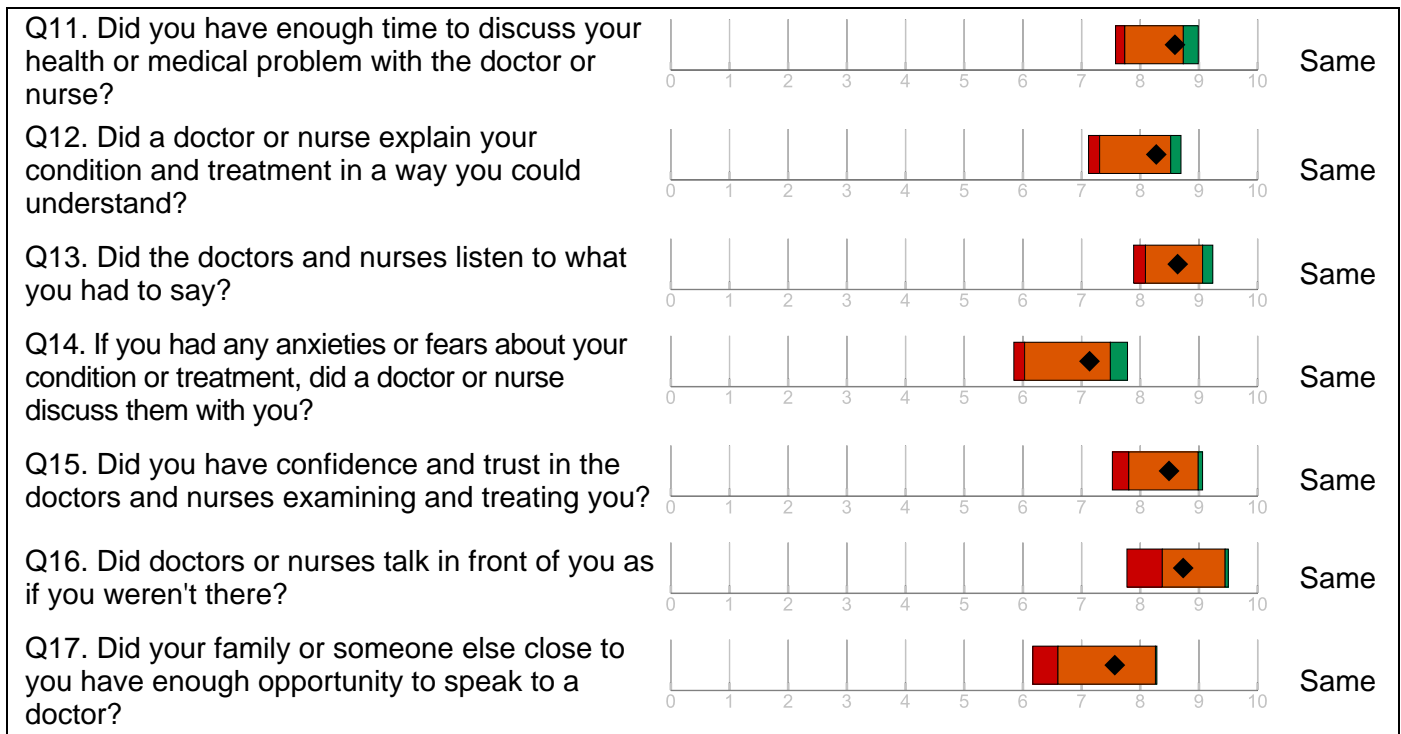 Q11. Did you have enough time to discuss your
health or medical problem with the doctor or
nurse?
0 1 2 3 4 5 6 7 8 9 10
Same
Q12. Did a doctor or nurse explain your
condition and treatment in a way you could
understand?
0 1 2 3 4 5 6 7 8 9 10
Same
Q13. Did the doctors and nurses listen to what
you had to say?
0 1 2 3 4 5 6 7 8 9 10
Same
Q14. If you had any anxieties or fears about your
condition or treatment, did a doctor or nurse
discuss them with you?
0 1 2 3 4 5 6 7 8 9 10
Same
Q15. Did you have confidence and trust in the
doctors and nurses examining and treating you?
0 1 2 3 4 5 6 7 8 9 10
Same
Q16. Did doctors or nurses talk in front of you as
if you weren't there?
0 1 2 3 4 5 6 7 8 9 10
Same
Q17. Did your family or someone else close to
you have enough opportunity to speak to a
doctor?
0 1 2 3 4 5 6 7 8 9 10
Same